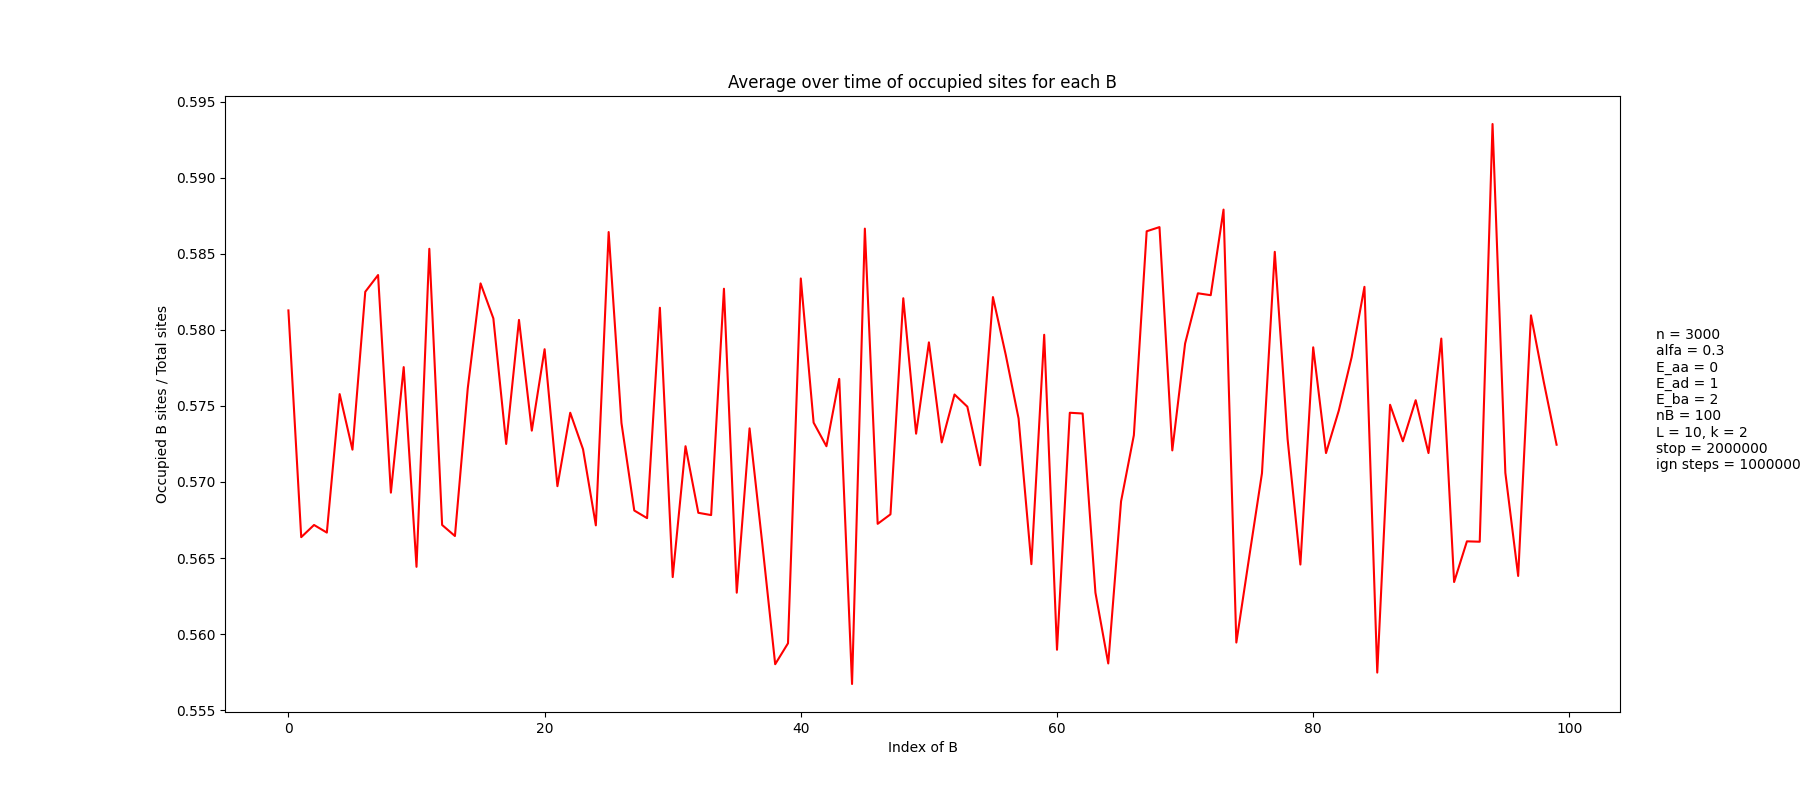 Average over time of occupied sites for each B
0.595
0.590
0.585
0.580
0.575
0.570
0.565
0.560
0.555
Occupied B sites / Total sites
0 20 40 60 80 100
Index of B
n = 3000
alfa = 0.3
E_aa = 0
E_ad = 1
E_ba = 2
nB = 100
L = 10, k = 2
stop = 2000000
ign steps = 1000000